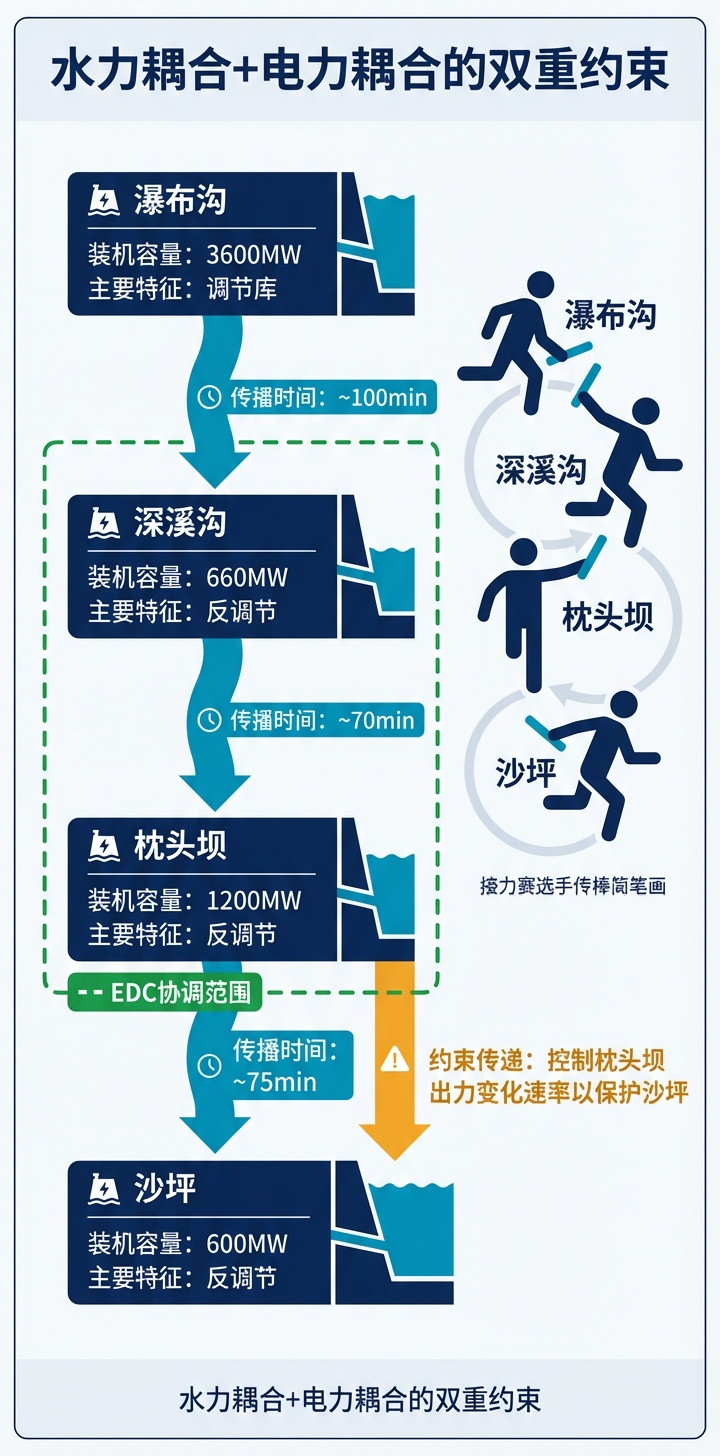 水力耦合+电力耦合的双重约束
瀑布沟
装机容量：3600MW
主要特征：调节库
传播时间：~100min
深溪沟
装机容量：660MW
主要特征：反调节
传播时间：~70min
枕头坝
装机容量：1200MW
主要特征：反调节
EDC协调范围
传播时间：
~75min
约束传递：控制枕头坝
出力变化速率以保护沙坪
沙坪
装机容量：600MW
主要特征：反调节
瀑布沟
深溪沟
枕头坝
沙坪
接力赛选手传棒简笔画
水力耦合+电力耦合的双重约束